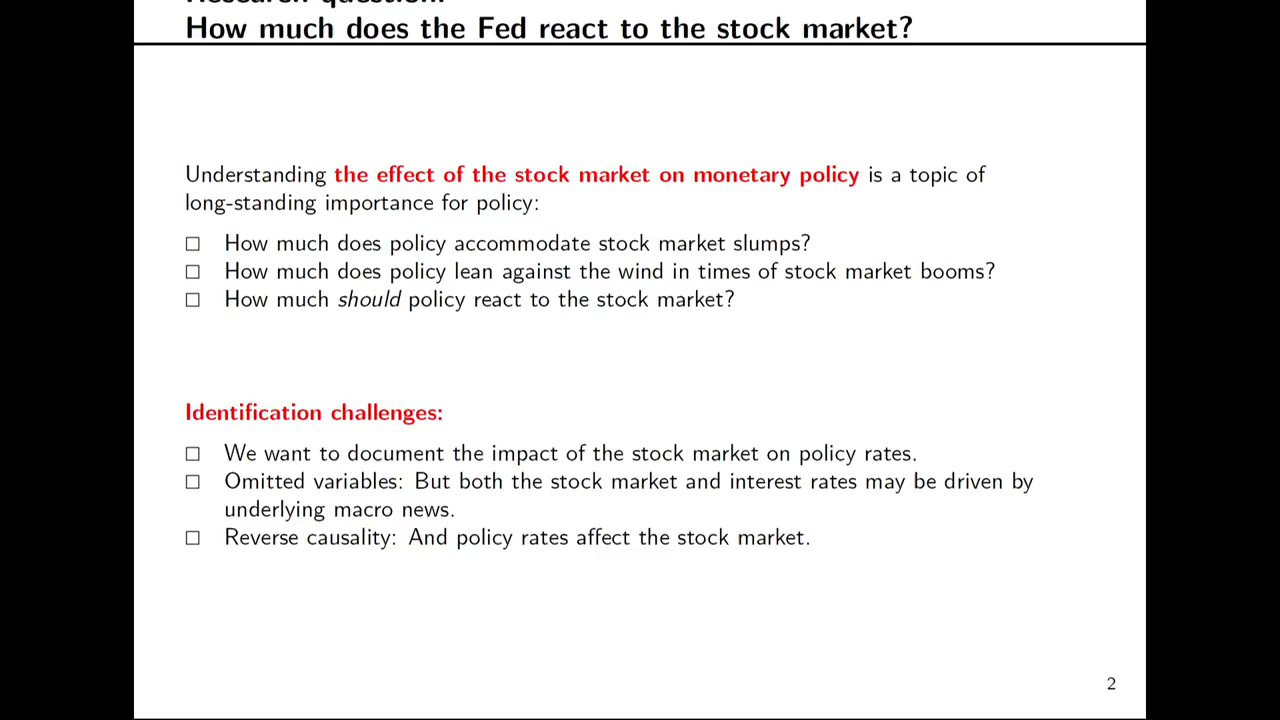 Research question:
How much does the Fed react to the stock market?
Understanding the effect of the stock market on monetary policy is a topic of
long-standing importance for policy:
☐ How much does policy accommodate stock market slumps?
☐ How much does policy lean against the wind in times of stock market booms?
☐ How much should policy react to the stock market?
Identification challenges:
☐ We want to document the impact of the stock market on policy rates.
☐ Omitted variables: But both the stock market and interest rates may be driven by
underlying macro news.
☐ Reverse causality: And policy rates affect the stock market.
2